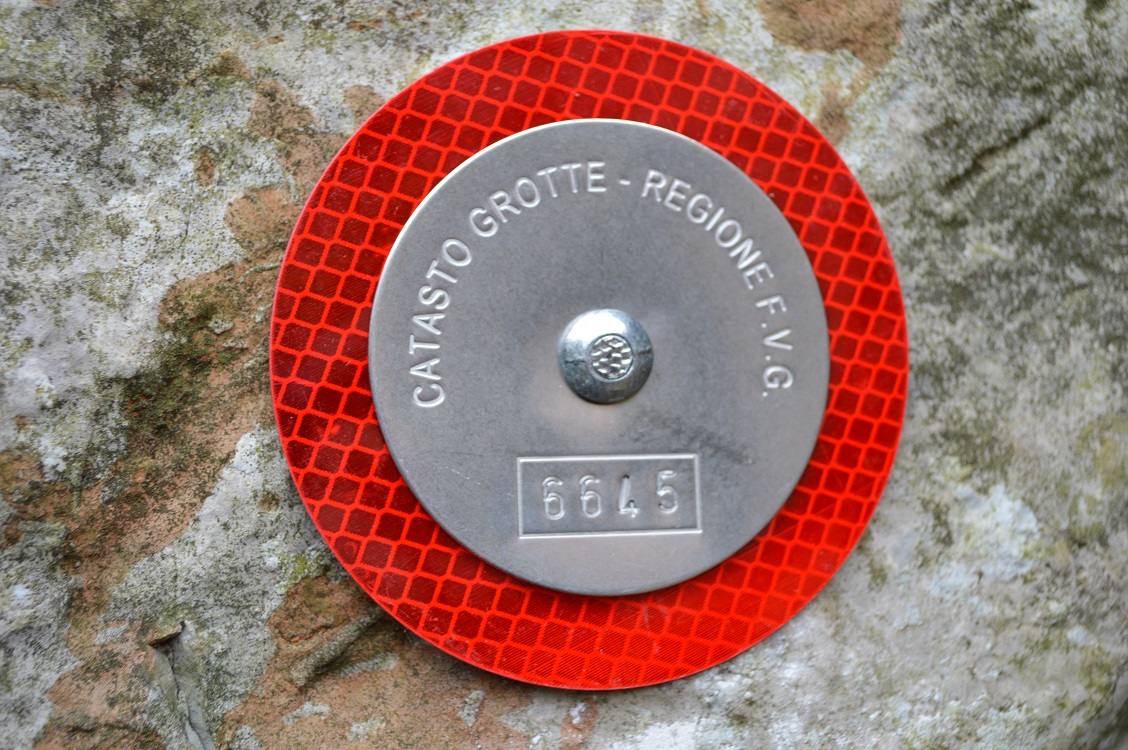 CATASTO GROTTE - REGIONE F.V.G.
6645